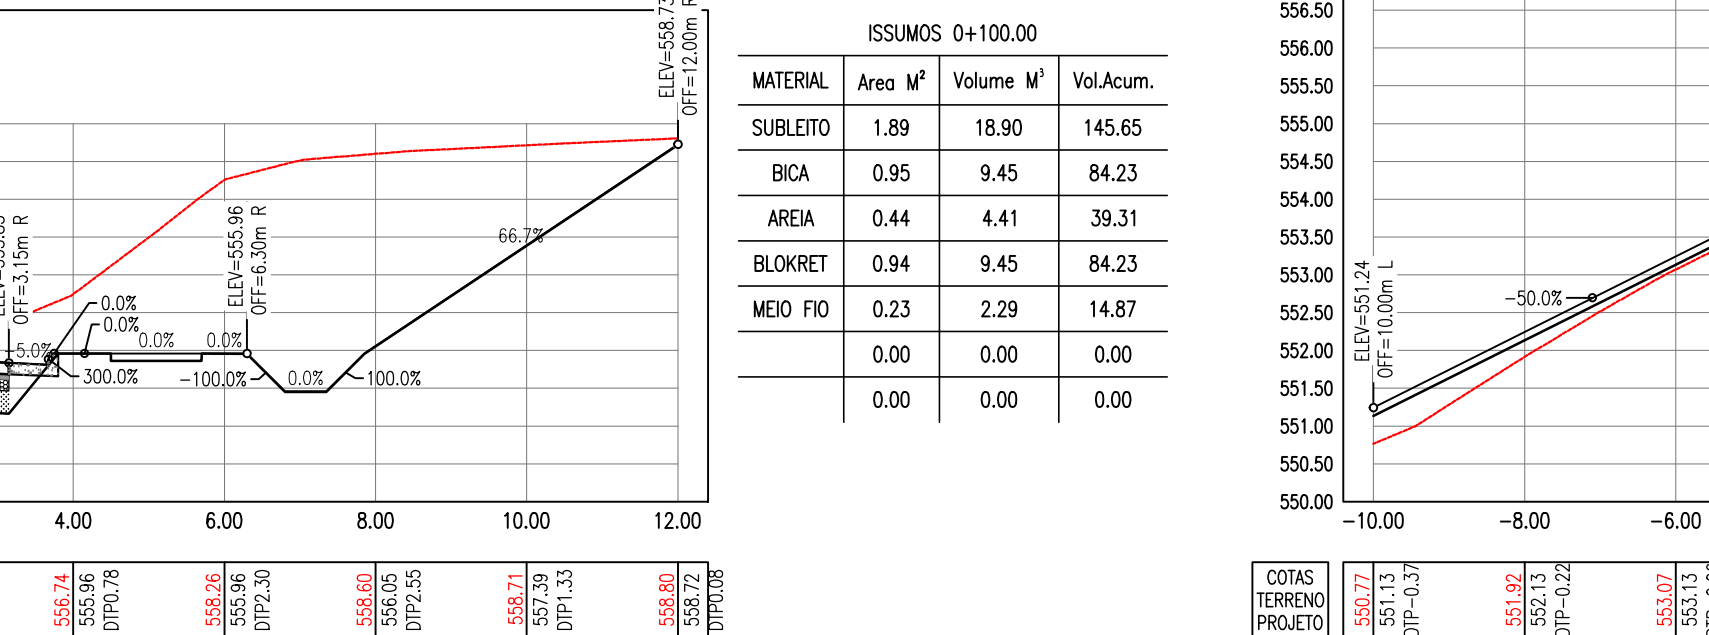 ELEV=558.73
OFF=12.00m R
OFF=3.15m R
ELEV=555.96
OFF=6.30m R
66.7%
0.0%
0.0%
0.0%
0.0%
-5.0%
300.0%
-100.0%
0.0%
100.0%
4.00 6.00 8.00 10.00 12.00
556.74
555.96
DTP0.78
558.26
555.96
DTP2.30
558.60
556.05
DTP2.55
558.71
557.39
DTP1.33
558.80
558.72
DTP0.08
ISSUMOS 0+100.00
MATERIAL Area M² Volume M³ Vol.Acum.
SUBLEITO 1.89 18.90 145.65
BICA 0.95 9.45 84.23
AREIA 0.44 4.41 39.31
BLOKRET 0.94 9.45 84.23
MEIO FIO 0.23 2.29 14.87
0.00 0.00 0.00
0.00 0.00 0.00
556.50
556.00
555.50
555.00
554.50
554.00
553.50
553.00
552.50
552.00
551.50
551.00
550.50
550.00
ELEV=551.24
OFF=10.00m L
-50.0%
-10.00 -8.00 -6.00
COTAS
TERRENO
PROJETO
550.77
551.13
DTP-0.37
551.92
552.13
DTP-0.22
553.07
553.13